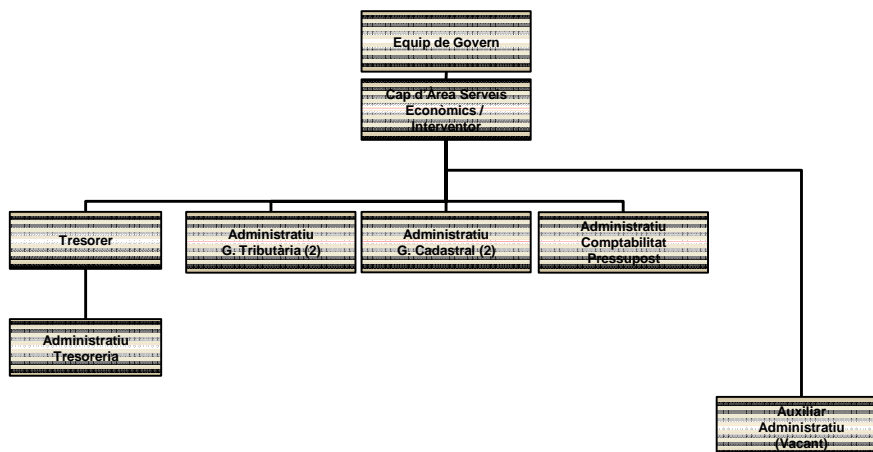 Equip de Govern
Cap d'Àrea Serveis
Econòmics /
Interventor
Tresorer
Administratiu
G. Tributària (2)
Administratiu
G. Cadastral (2)
Administratiu
Comptabilitat
Pressupost
Administratiu
Tresoreria
Auxiliar
Administratiu
(Vacant)